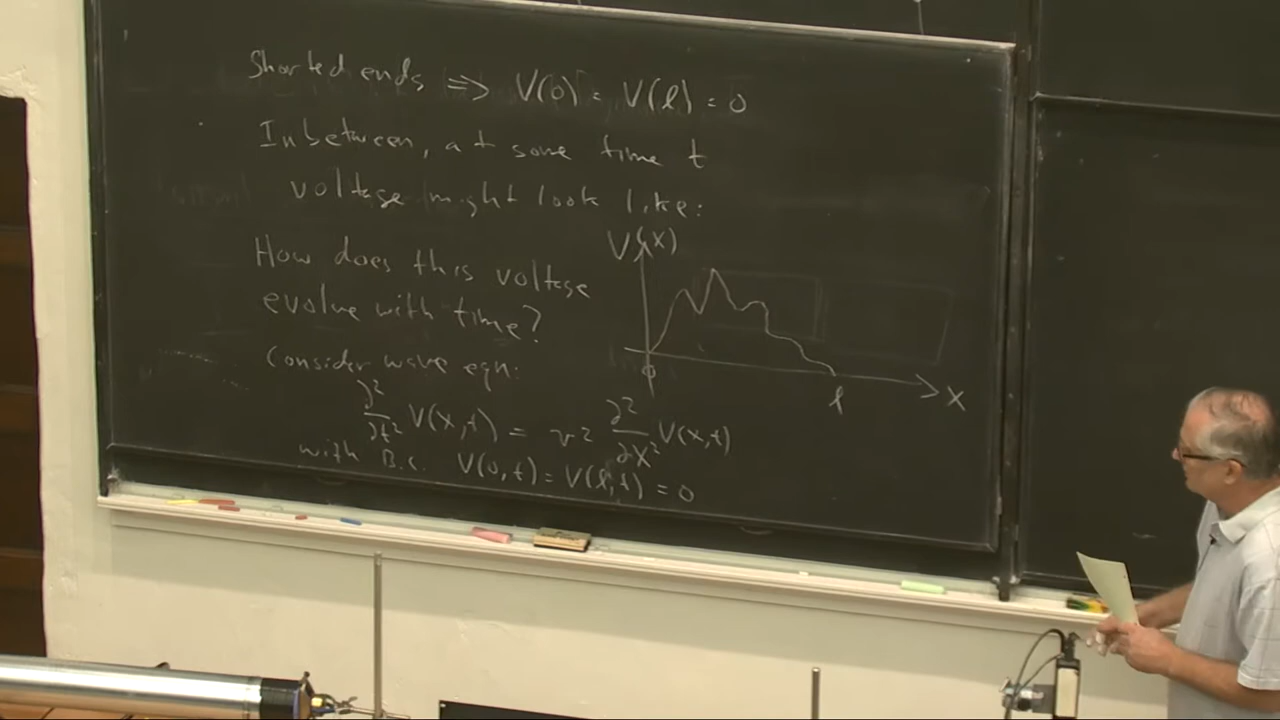 Shorted ends => V(0) = V(l) = 0
In between, at some time t
voltage might look like:
V(x)
How does this voltage
evolve with time?
0
l
x
Consider wave eqn:
∂²/∂t² V(x,t) = v² ∂²/∂x² V(x,t)
with B.C. V(0,t) = V(l,t) = 0